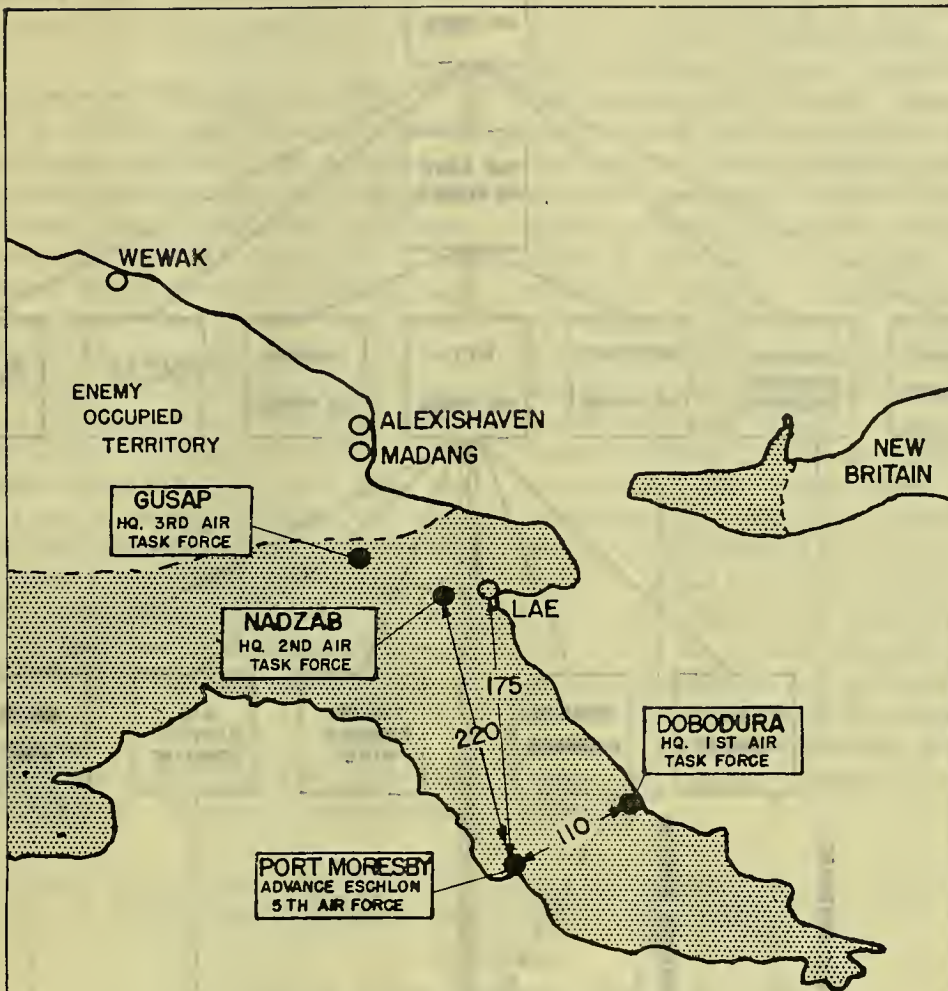 WEWAK
ENEMY
OCCUPIED
TERRITORY
ALEXISHAVEN
MADANG
NEW
BRITAIN
GUSAP
HQ. 3RD AIR
TASK FORCE
NADZAB
HQ. 2ND AIR
TASK FORCE
LAE
175
220
DOBODURA
HQ. 1ST AIR
TASK FORCE
110
PORT MORESBY
ADVANCE ESCHLON
5TH AIR FORCE